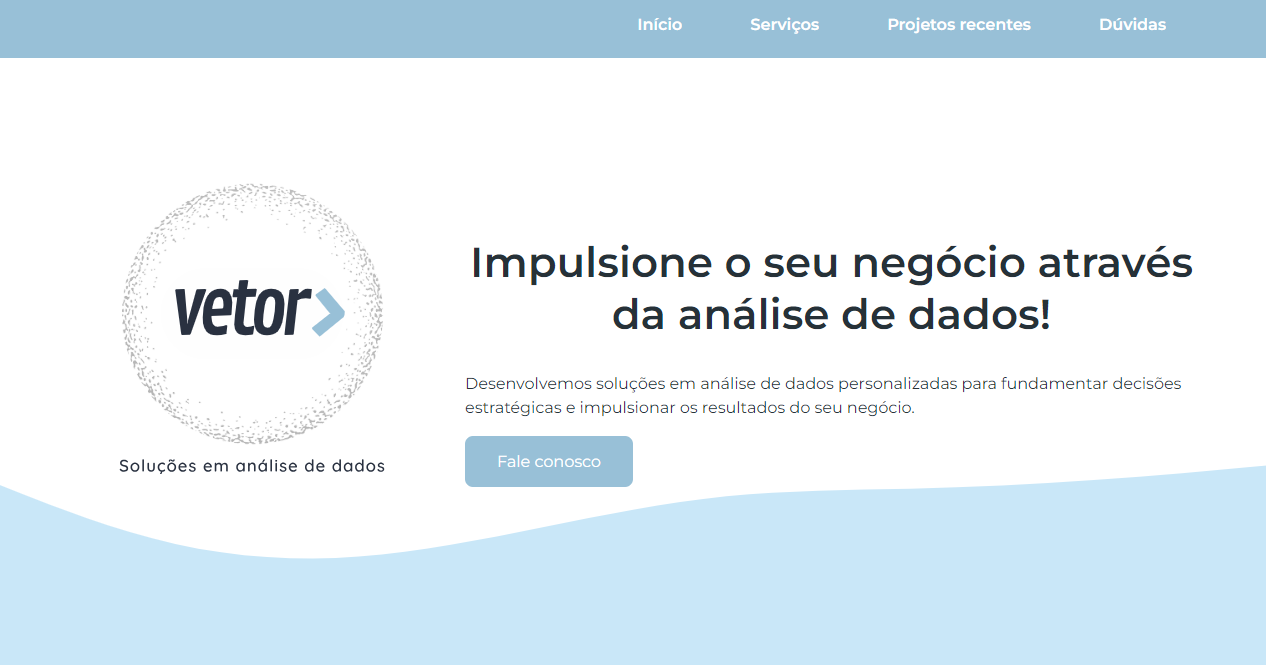 Início Serviços Projetos recentes Dúvidas
vetor
Soluções em análise de dados
Impulsione o seu negócio através
da análise de dados!
Desenvolvemos soluções em análise de dados personalizadas para fundamentar decisões
estratégicas e impulsionar os resultados do seu negócio.
Fale conosco